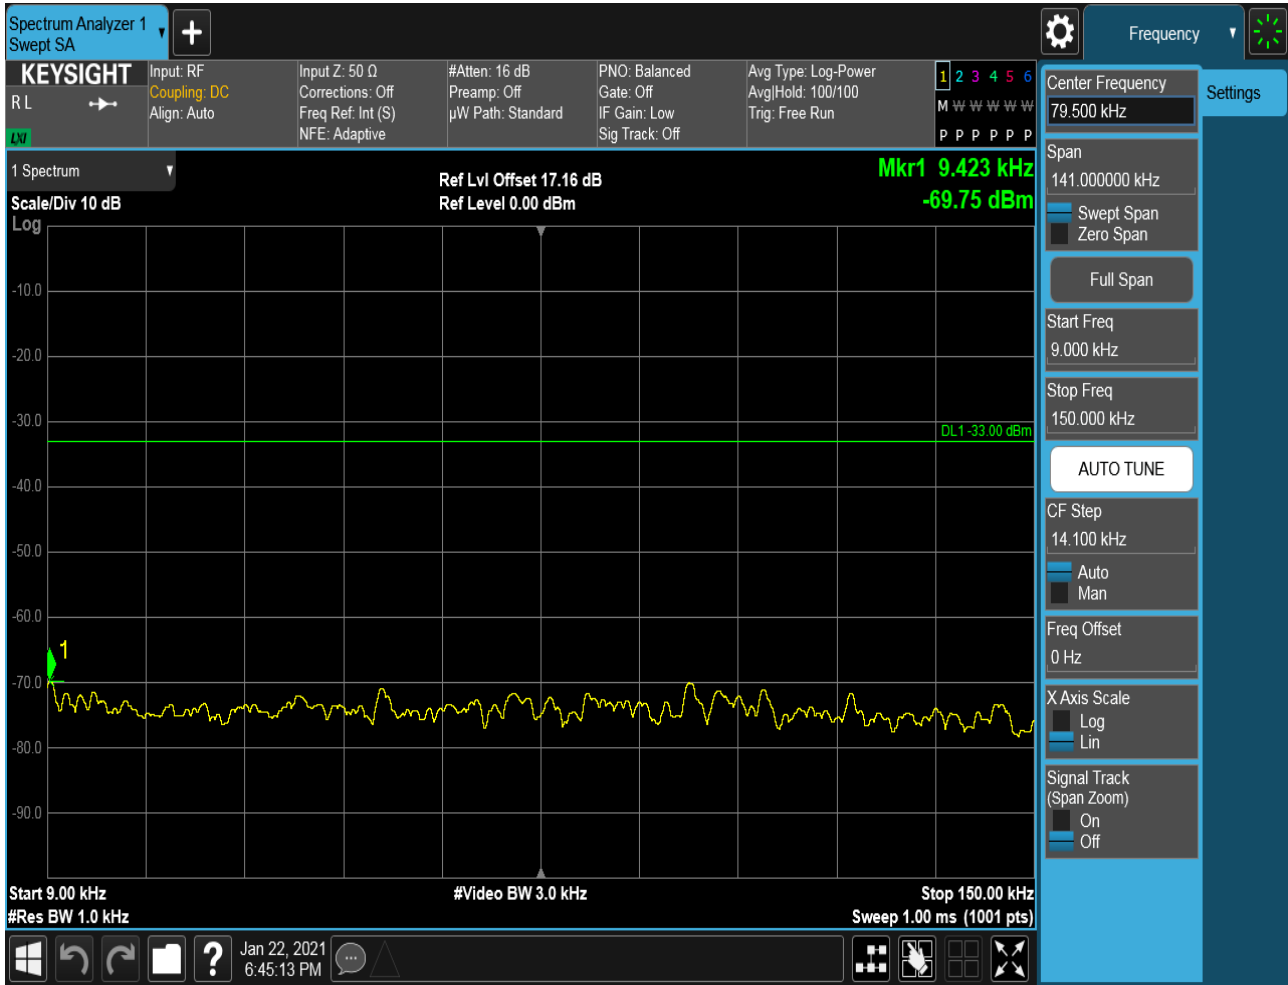 Spectrum Analyzer 1
Swept SA
Frequency
KEYSIGHT
R L
LXI
Input: RF
Coupling: DC
Align: Auto
Input Z: 50 Ω
Corrections: Off
Freq Ref: Int (S)
NFE: Adaptive
#Atten: 16 dB
Preamp: Off
µW Path: Standard
PNO: Balanced
Gate: Off
IF Gain: Low
Sig Track: Off
Avg Type: Log-Power
Avg|Hold: 100/100
Trig: Free Run
1 2 3 4 5 6
M W W W W W
P P P P P P
1 Spectrum
Scale/Div 10 dB
Log
Ref Lvl Offset 17.16 dB
Ref Level 0.00 dBm
Mkr1 9.423 kHz
-69.75 dBm
-10.0
-20.0
-30.0
DL1 -33.00 dBm
-40.0
-50.0
-60.0
1
-70.0
-80.0
-90.0
Start 9.00 kHz
#Video BW 3.0 kHz
Stop 150.00 kHz
#Res BW 1.0 kHz
Sweep 1.00 ms (1001 pts)
Center Frequency
79.500 kHz
Settings
Span
141.000000 kHz
Swept Span
Zero Span
Full Span
Start Freq
9.000 kHz
Stop Freq
150.000 kHz
AUTO TUNE
CF Step
14.100 kHz
Auto
Man
Freq Offset
0 Hz
X Axis Scale
Log
Lin
Signal Track
(Span Zoom)
On
Off
?
Jan 22, 2021
6:45:13 PM